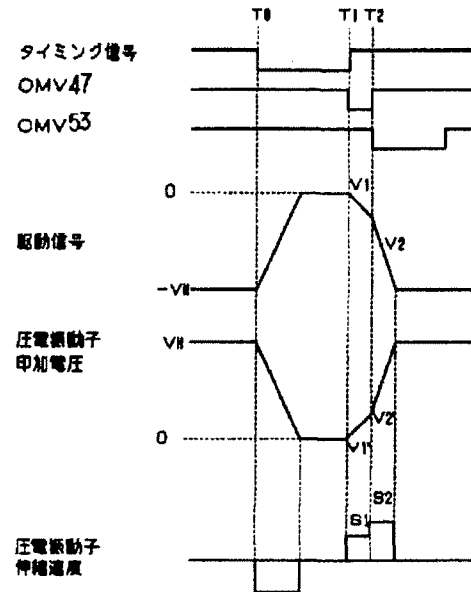 T0 T1 T2
タイミング信号
OMV47
OMV53
0
V1
駆動信号
V2
-VH
圧電振動子
印加電圧
VH
V2'
0
V1'
S2
S1
圧電振動子
伸縮速度